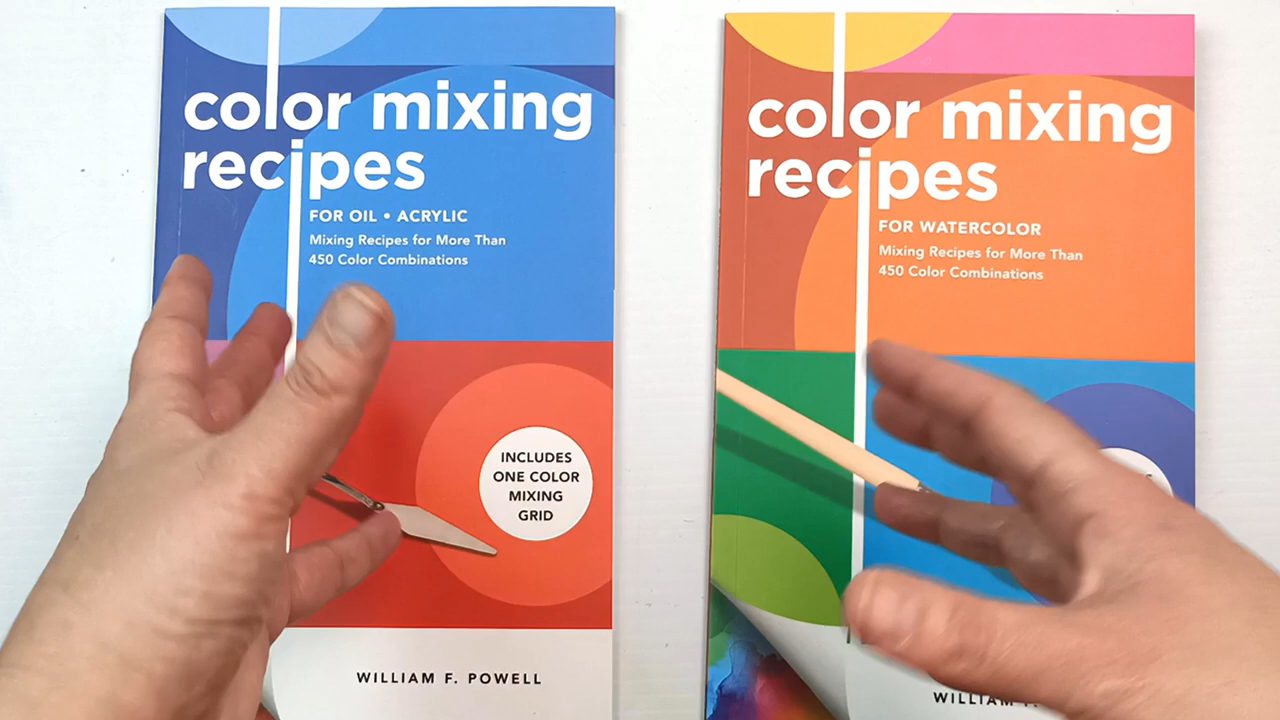 color mixing
recipes
FOR OIL • ACRYLIC
Mixing Recipes for More Than
450 Color Combinations
INCLUDES
ONE COLOR
MIXING
GRID
WILLIAM F. POWELL
color mixing
recipes
FOR WATERCOLOR
Mixing Recipes for More Than
450 Color Combinations
WILLIAM F.